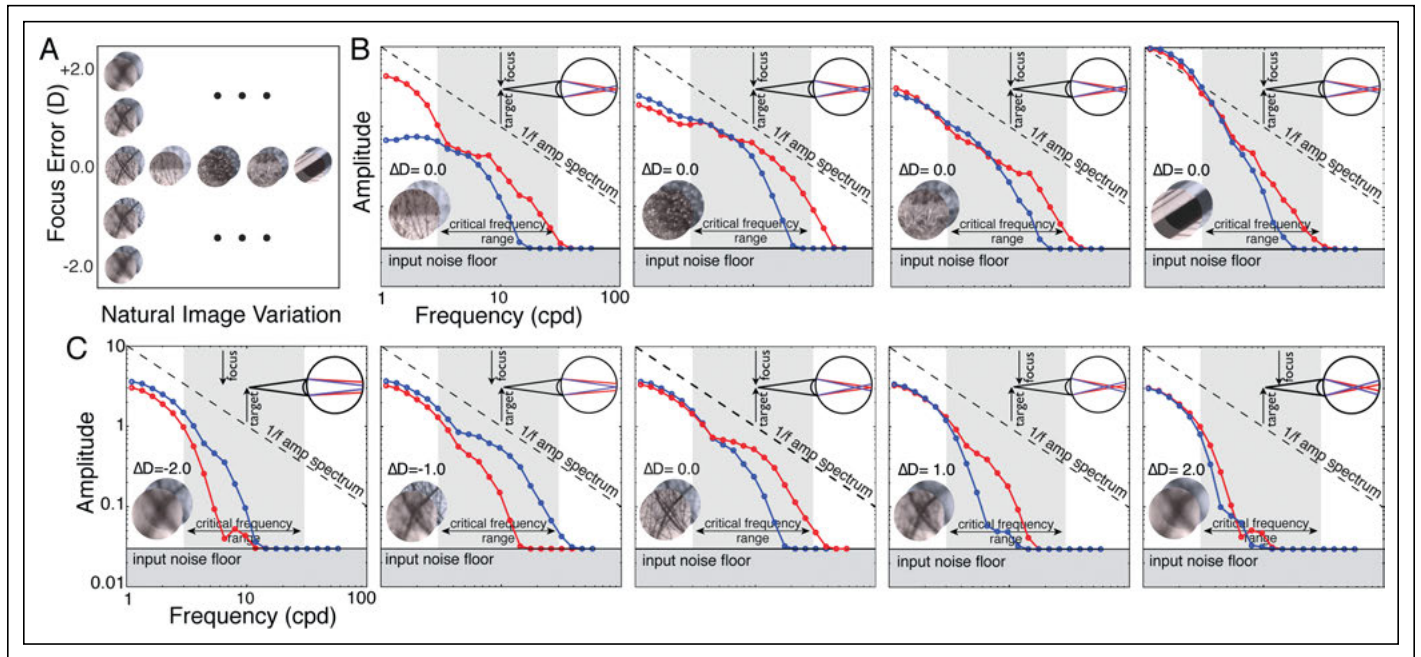 A
Focus Error (D)
+2.0
0.0
-2.0
Natural Image Variation
B
Amplitude
focus
target
1/f amp spectrum
ΔD= 0.0
critical frequency
range
input noise floor
1
10
100
Frequency (cpd)
focus
target
1/f amp spectrum
ΔD= 0.0
critical frequency
range
input noise floor
focus
target
1/f amp spectrum
ΔD= 0.0
critical frequency
range
input noise floor
focus
target
1/f amp spectrum
ΔD= 0.0
critical frequency
range
input noise floor
C
Amplitude
10
1
0.1
0.01
focus
target
1/f amp spectrum
ΔD=-2.0
critical frequency
range
input noise floor
1
10
100
Frequency (cpd)
focus
target
1/f amp spectrum
ΔD=-1.0
critical frequency
range
input noise floor
focus
target
1/f amp spectrum
ΔD= 0.0
critical frequency
range
input noise floor
focus
target
1/f amp spectrum
ΔD= 1.0
critical frequency
range
input noise floor
focus
target
1/f amp spectrum
ΔD= 2.0
critical frequency
range
input noise floor